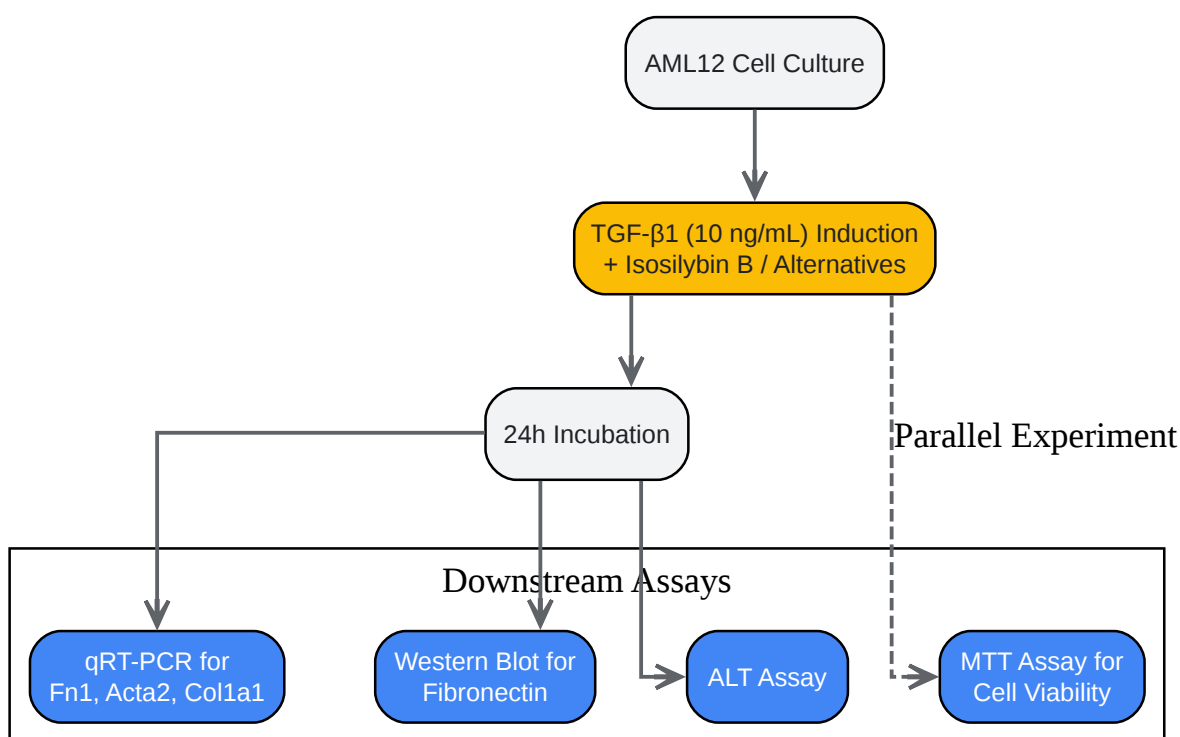 AML12 Cell Culture
TGF-β1 (10 ng/mL) Induction
+ Isosilybin B / Alternatives
24h Incubation
Parallel Experiment
Downstream Assays
qRT-PCR for
Fn1, Acta2, Col1a1
Western Blot for
Fibronectin
ALT Assay
MTT Assay for
Cell Viability